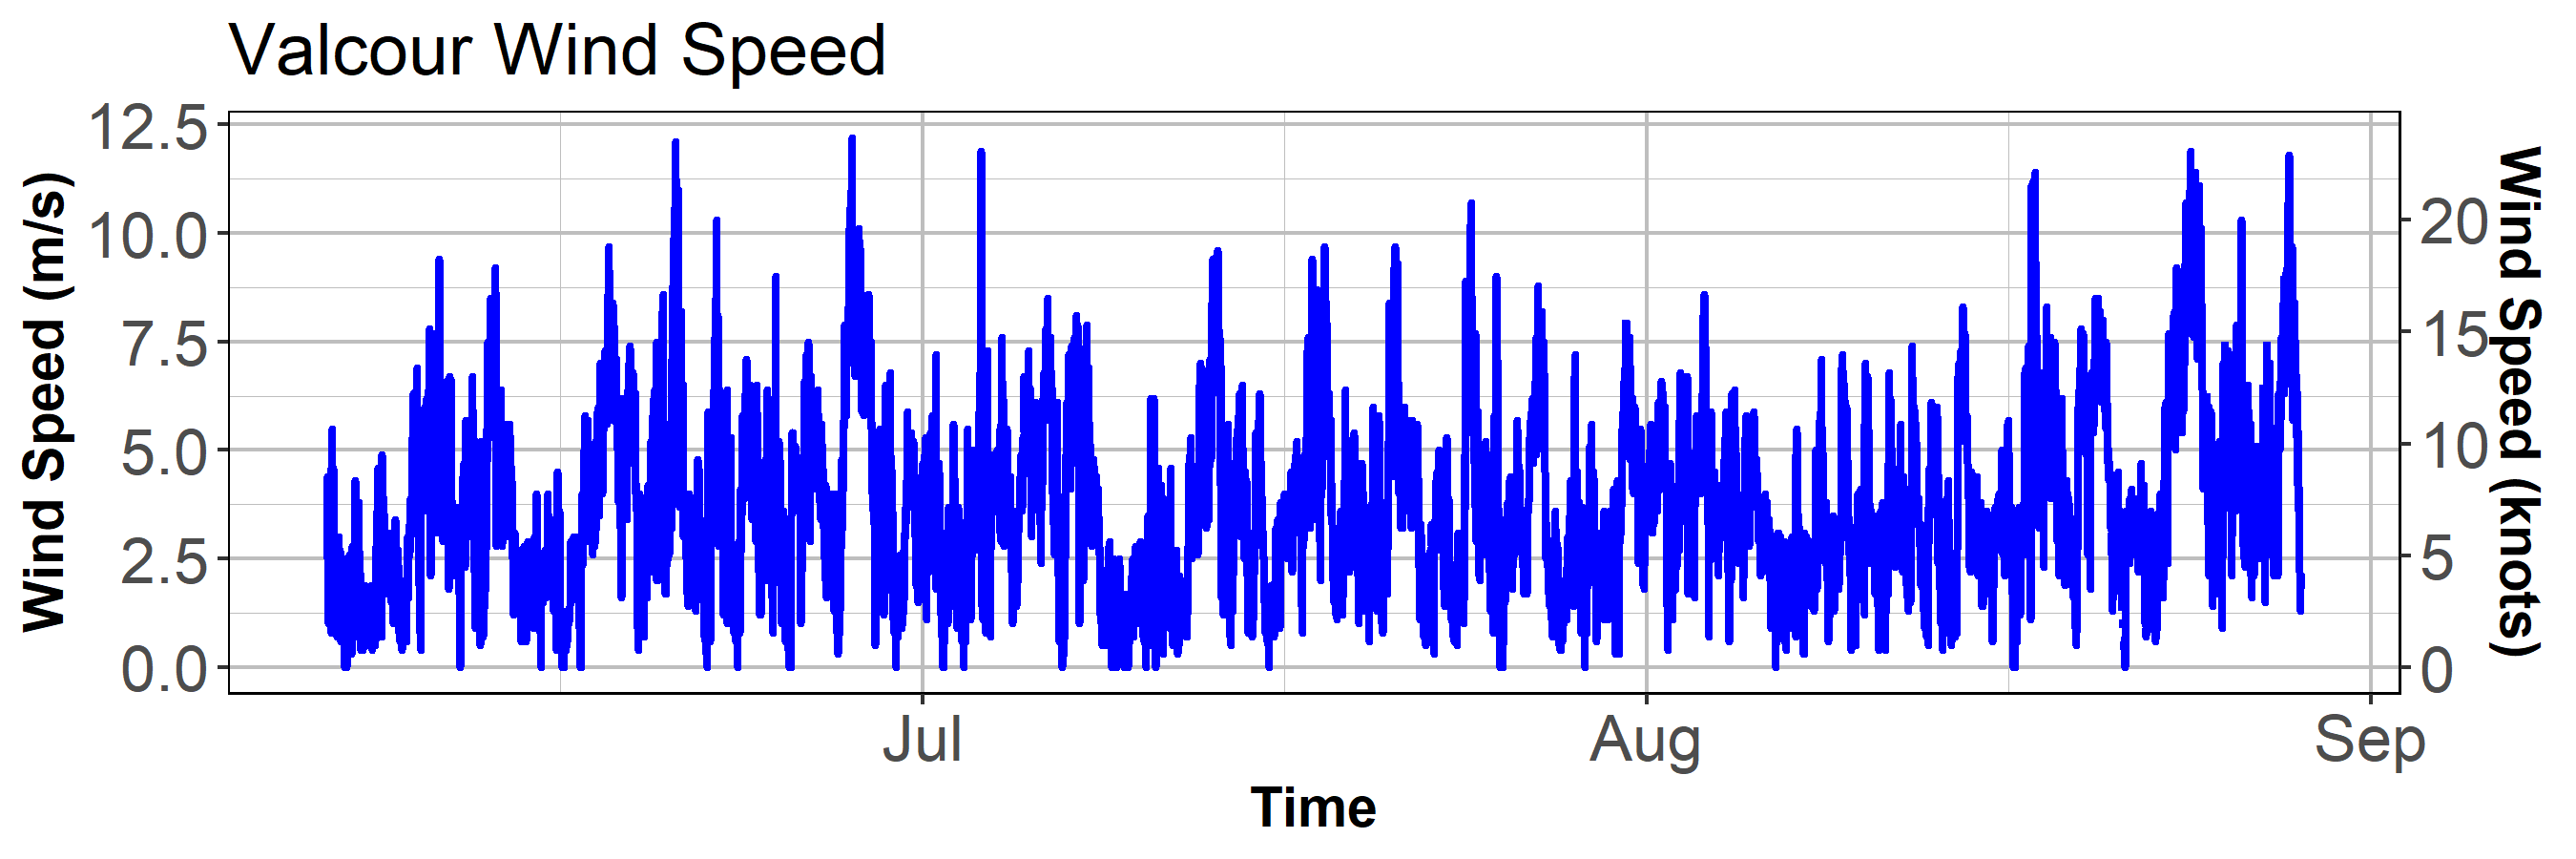 Valcour Wind Speed
12.5
10.0
7.5
5.0
2.5
0.0
Wind Speed (m/s)
20
15
10
5
0
Wind Speed (knots)
Jul
Aug
Sep
Time